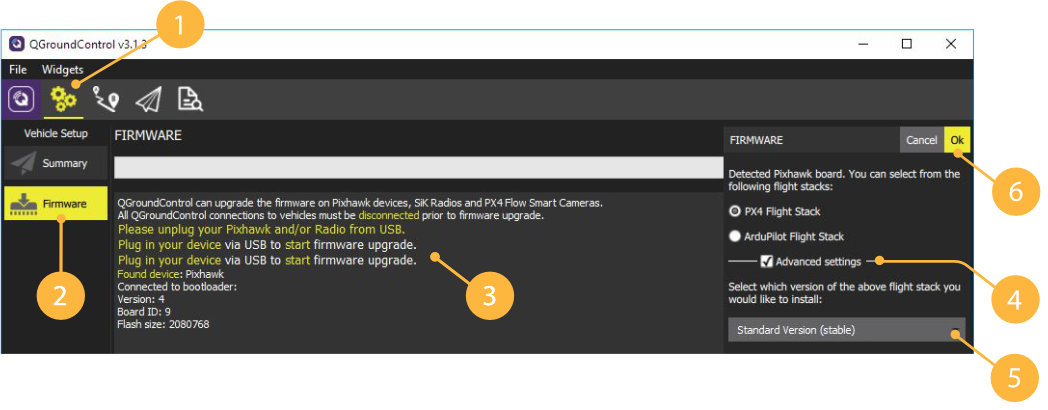 1
QGroundControl v3.1.3
File Widgets
Vehicle Setup
FIRMWARE
FIRMWARE
Cancel
Ok
Summary
Firmware
QGroundControl can upgrade the firmware on Pixhawk devices, SiK Radios and PX4 Flow Smart Cameras.
All QGroundControl connections to vehicles must be disconnected prior to firmware upgrade.
Please unplug your Pixhawk and/or Radio from USB.
Plug in your device via USB to start firmware upgrade.
Plug in your device via USB to start firmware upgrade.
Found device: Pixhawk
Connected to bootloader:
Version: 4
Board ID: 9
Flash size: 2080768
Detected Pixhawk board. You can select from the
following flight stacks:
PX4 Flight Stack
ArduPilot Flight Stack
Advanced settings
Select which version of the above flight stack you
would like to install:
Standard Version (stable)
2
3
6
4
5